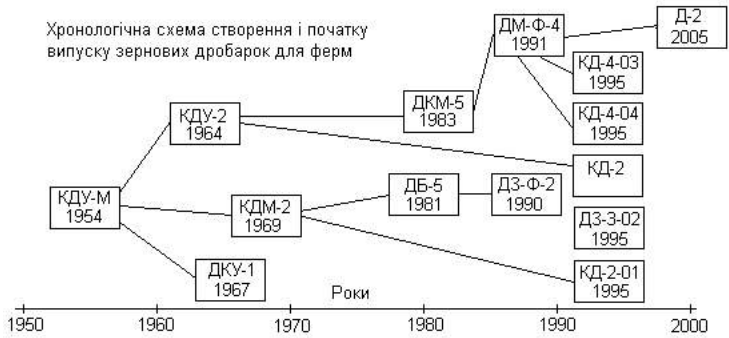 Хронологічна схема створення і початку
випуску зернових дробарок для ферм
ДМ-Ф-4
1991
Д-2
2005
КД-4-03
1995
КДУ-2
1964
ДКМ-5
1983
КД-4-04
1995
КД-2
КДУ-М
1954
КДМ-2
1969
ДБ-5
1981
ДЗ-Ф-2
1990
ДЗ-З-02
1995
ДКУ-1
1967
КД-2-01
1995
Роки
1950 1960 1970 1980 1990 2000